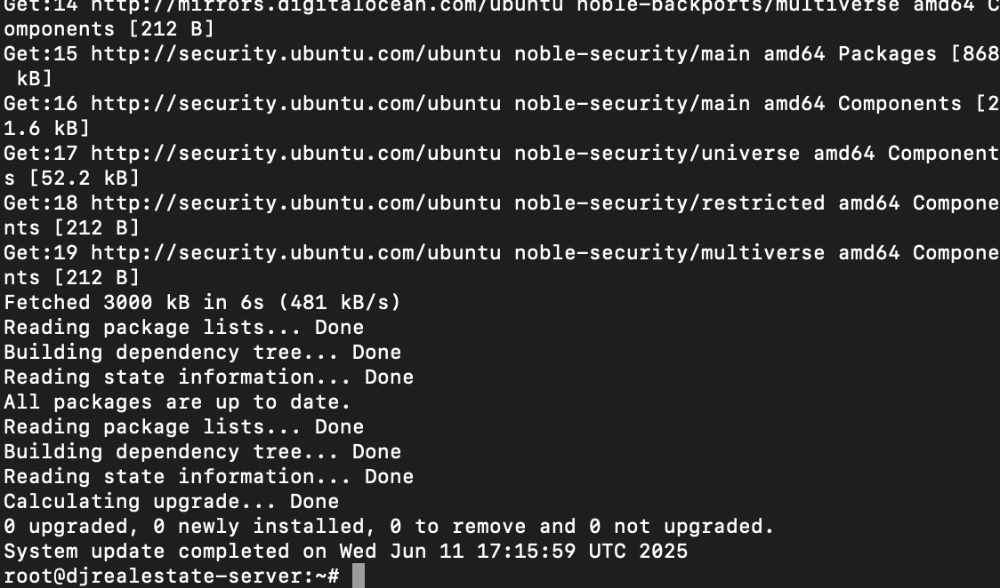 Get:14 http://mirrors.digitalocean.com/ubuntu noble-backports/multiverse amd64 C
omponents [212 B]
Get:15 http://security.ubuntu.com/ubuntu noble-security/main amd64 Packages [868
 kB]
Get:16 http://security.ubuntu.com/ubuntu noble-security/main amd64 Components [2
1.6 kB]
Get:17 http://security.ubuntu.com/ubuntu noble-security/universe amd64 Component
s [52.2 kB]
Get:18 http://security.ubuntu.com/ubuntu noble-security/restricted amd64 Compone
nts [212 B]
Get:19 http://security.ubuntu.com/ubuntu noble-security/multiverse amd64 Compone
nts [212 B]
Fetched 3000 kB in 6s (481 kB/s)
Reading package lists... Done
Building dependency tree... Done
Reading state information... Done
All packages are up to date.
Reading package lists... Done
Building dependency tree... Done
Reading state information... Done
Calculating upgrade... Done
0 upgraded, 0 newly installed, 0 to remove and 0 not upgraded.
System update completed on Wed Jun 11 17:15:59 UTC 2025
root@djrealestate-server:~#